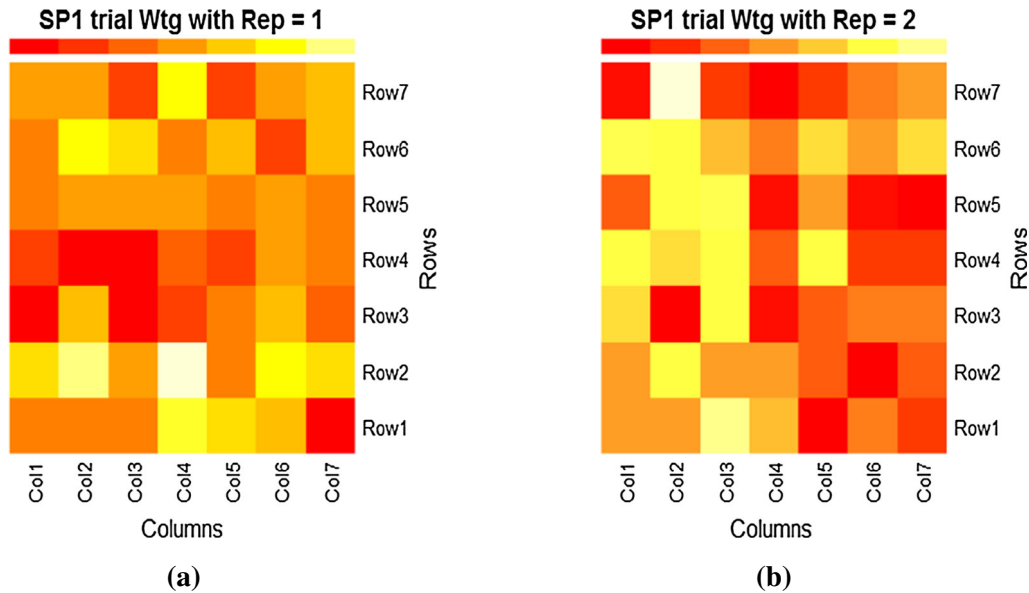 SP1 trial Wtg with Rep = 1
Row7
Row6
Row5
Row4
Row3
Row2
Row1
Rows
Col1 Col2 Col3 Col4 Col5 Col6 Col7
Columns
(a)
SP1 trial Wtg with Rep = 2
Row7
Row6
Row5
Row4
Row3
Row2
Row1
Rows
Col1 Col2 Col3 Col4 Col5 Col6 Col7
Columns
(b)